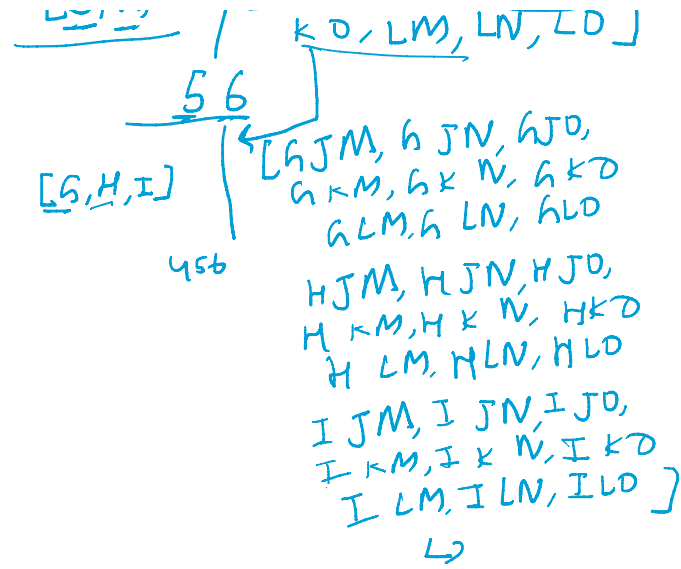 KO, LM, LN, LO]
56
[GJM, GJN, GJO,
[G,H,I]
GKM, GKN, GKO
GLM, GLN, GLO
456
HJM, HJN, HJO,
HKM, HKN, HKO
HLM, HLN, HLO
IJM, IJN, IJO,
IKM, IKN, IKO
ILM, ILN, ILO]